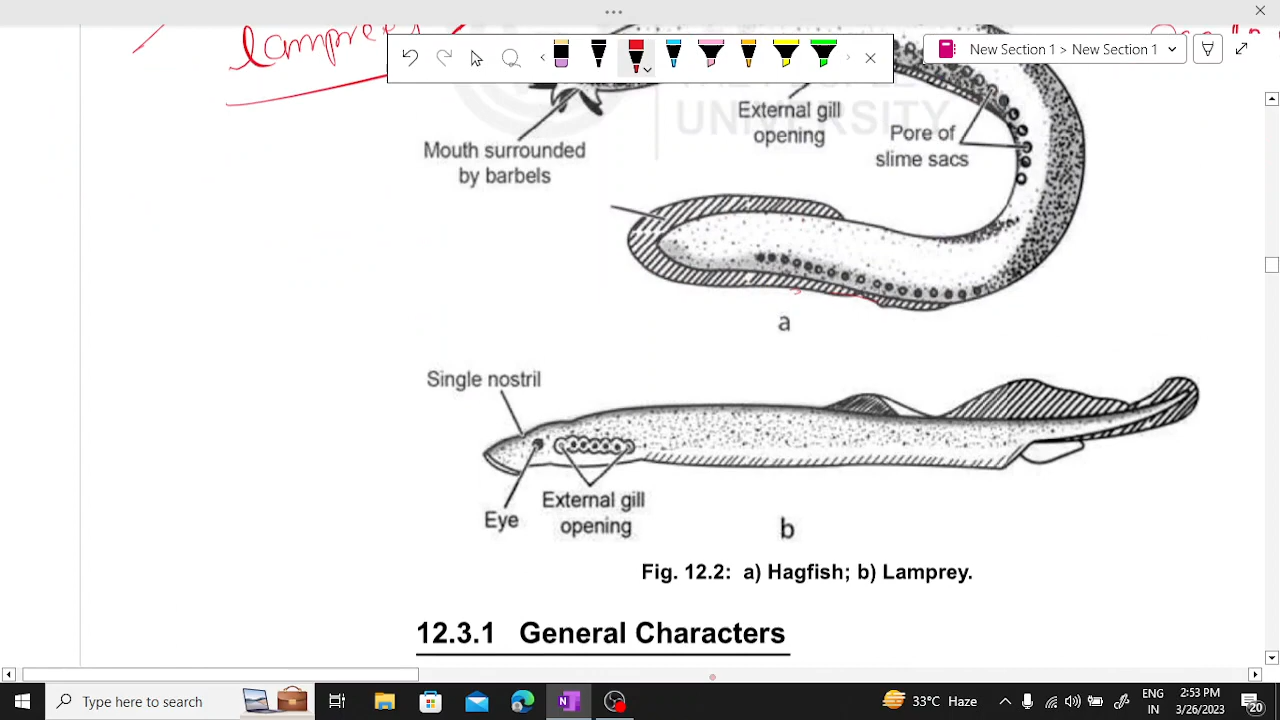 lamprey
New Section 1 > New Section 1
UNIVERSITY
External gill
opening
Pore of
slime sacs
Mouth surrounded
by barbels
a
Single nostril
Eye
External gill
opening
b
Fig. 12.2: a) Hagfish; b) Lamprey.
12.3.1 General Characters
Type here to search
33°C Haze
ENG
IN
2:53 PM
3/26/2023
20